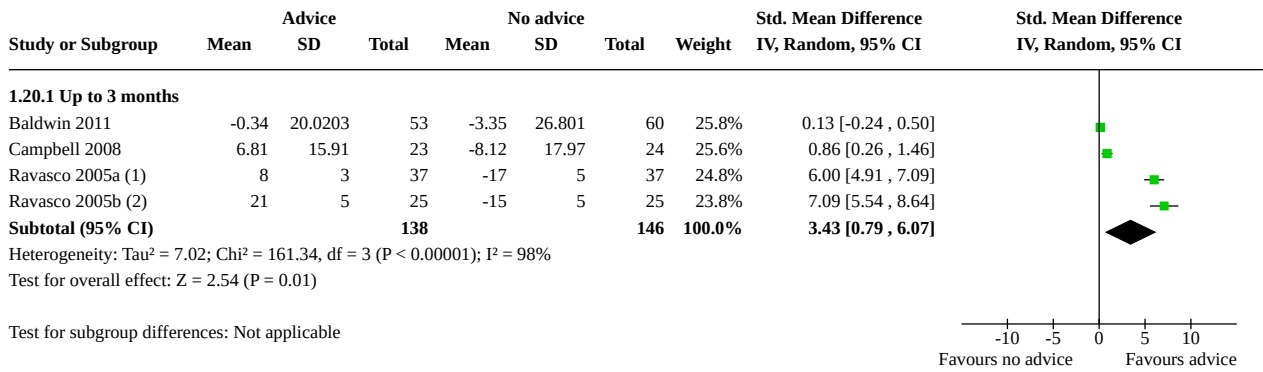 Advice No advice Std. Mean Difference Std. Mean Difference
Study or Subgroup Mean SD Total Mean SD Total Weight IV, Random, 95% CI IV, Random, 95% CI
1.20.1 Up to 3 months
Baldwin 2011 -0.34 20.0203 53 -3.35 26.801 60 25.8% 0.13 [-0.24 , 0.50]
Campbell 2008 6.81 15.91 23 -8.12 17.97 24 25.6% 0.86 [0.26 , 1.46]
Ravasco 2005a (1) 8 3 37 -17 5 37 24.8% 6.00 [4.91 , 7.09]
Ravasco 2005b (2) 21 5 25 -15 5 25 23.8% 7.09 [5.54 , 8.64]
Subtotal (95% CI) 138 146 100.0% 3.43 [0.79 , 6.07]
Heterogeneity: Tau² = 7.02; Chi² = 161.34, df = 3 (P < 0.00001); I² = 98%
Test for overall effect: Z = 2.54 (P = 0.01)
Test for subgroup differences: Not applicable
-10 -5 0 5 10
Favours no advice Favours advice